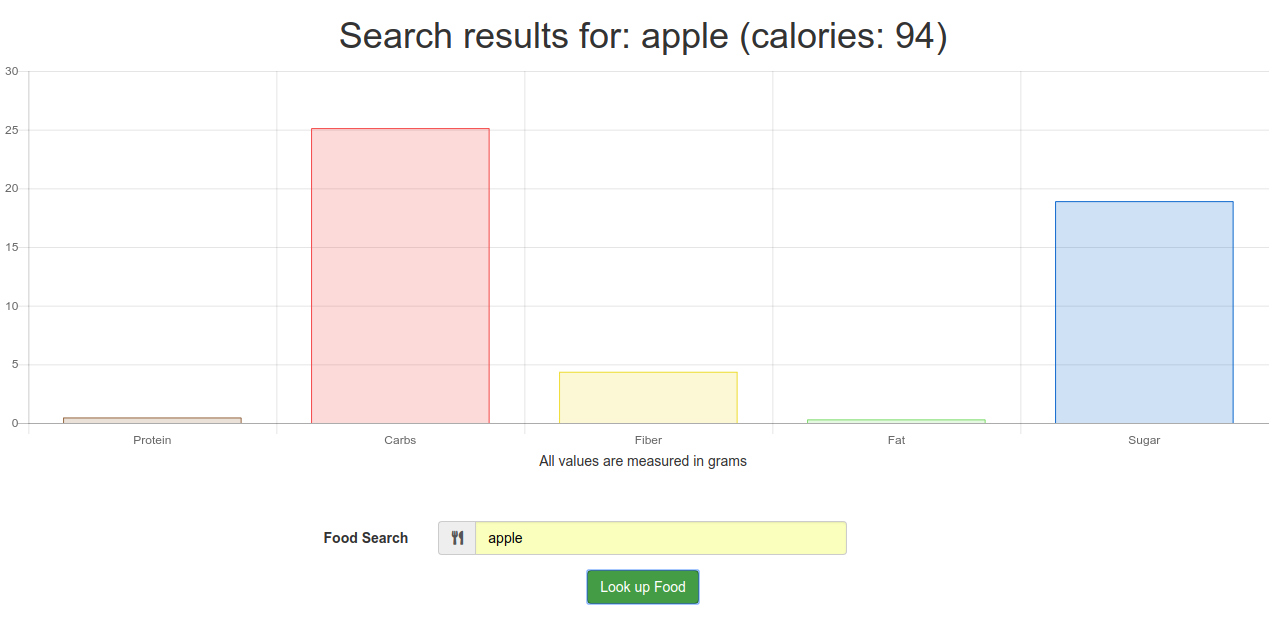 Search results for: apple (calories: 94)
30
25
20
15
10
5
0
Protein Carbs Fiber Fat Sugar
All values are measured in grams
Food Search apple
Look up Food